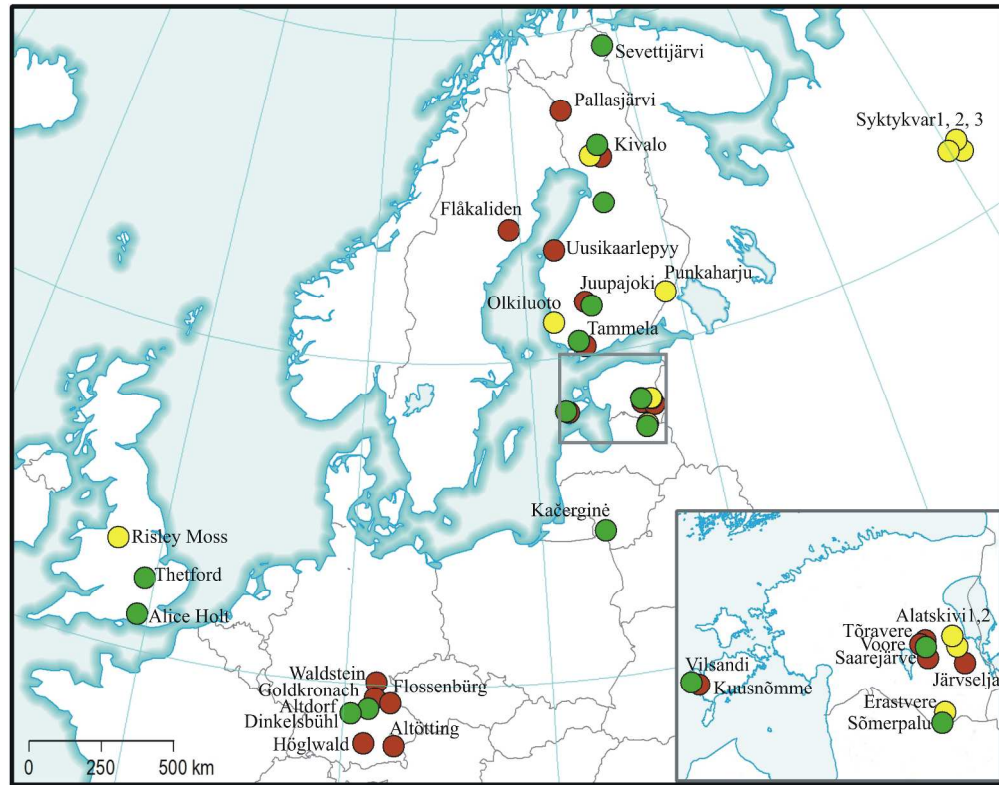 Sevettijärvi
Pallasjärvi
Syktykvar1, 2, 3
Kivalo
Flåkaliden
Uusikaarlepyy
Punkaharju
Juupajoki
Olkiluoto
Tammela
Kačerginė
Risley Moss
Thetford
Alice Holt
Waldstein
Goldkronach
Flossenbürg
Altdorf
Dinkelsbühl
Altötting
Höglwald
0 250 500 km
Alatskivi1,2
Tõravere
Voore
Saarejärve
Järvselja
Vilsandi
Kuusnõmme
Erastvere
Sõmerpalu